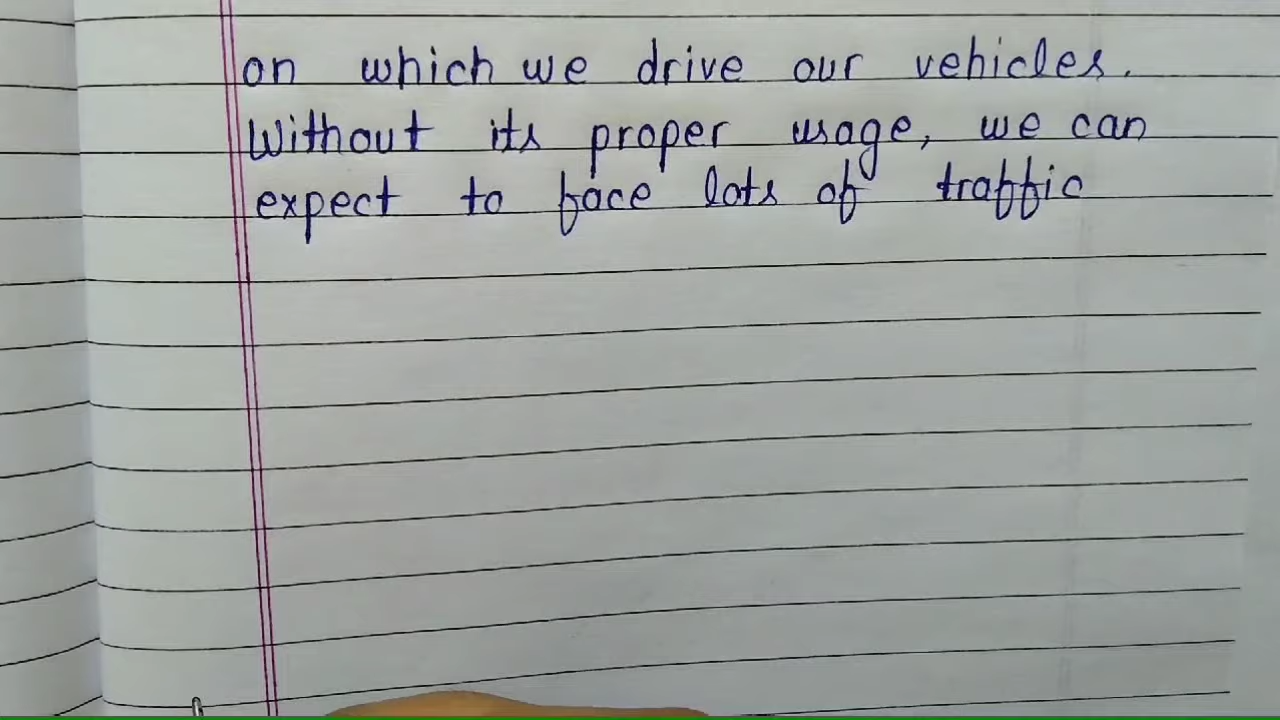 on which we drive our vehicles.
Without its proper usage, we can
expect to face lots of traffic